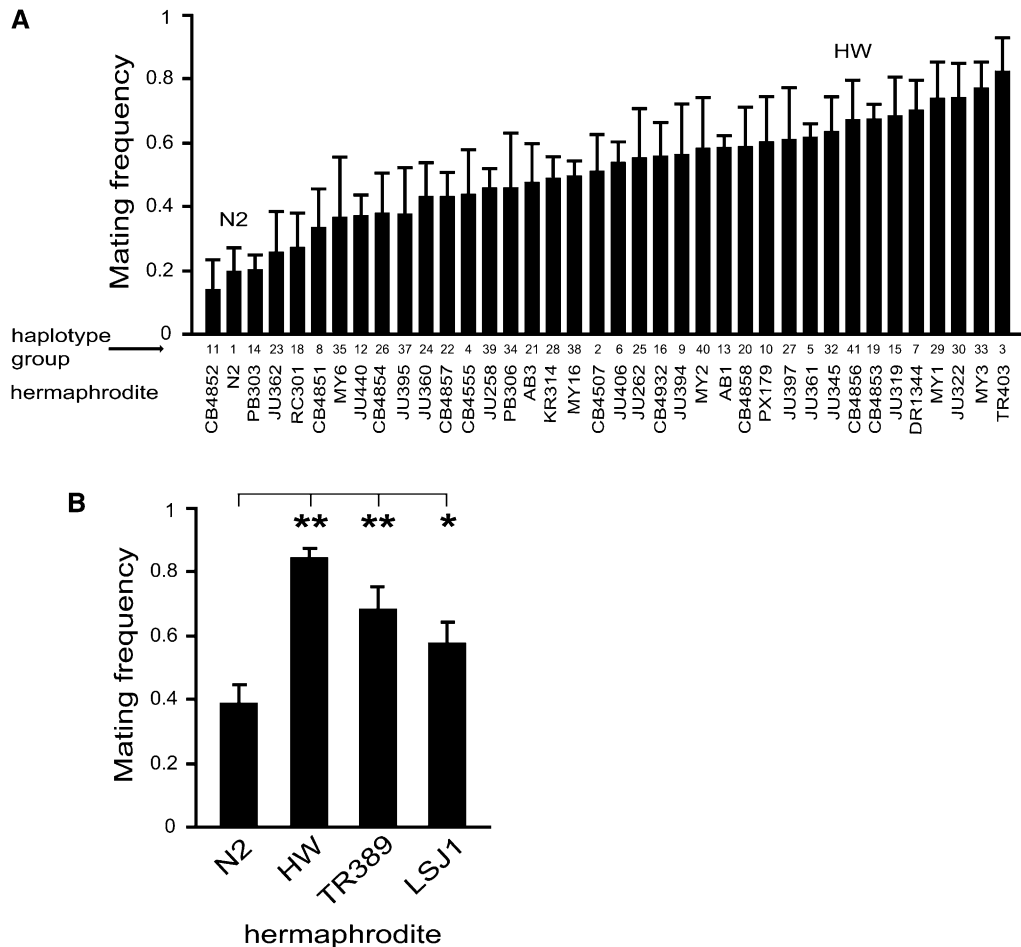 A
Mating frequency
1
0.8
0.6
0.4
0.2
0
N2
HW
haplotype
group
11 1 14 23 18 8 35 12 26 37 24 22 4 39 34 21 28 38 2 6 25 16 9 40 13 20 10 27 5 32 41 19 15 7 29 30 33 3
hermaphrodite
CB4852 N2 PB303 JU362 RC301 CB4851 MY6 JU440 CB4854 JU395 JU360 CB4857 CB4555 JU258 PB306 AB3 KR314 MY16 CB4507 JU406 JU262 CB4932 JU394 MY2 AB1 CB4858 PX179 JU397 JU361 JU345 CB4856 CB4853 JU319 DR1344 MY1 JU322 MY3 TR403
B
Mating frequency
1
0.8
0.6
0.4
0.2
0
** ** *
N2 HW TR389 LSJ1
hermaphrodite